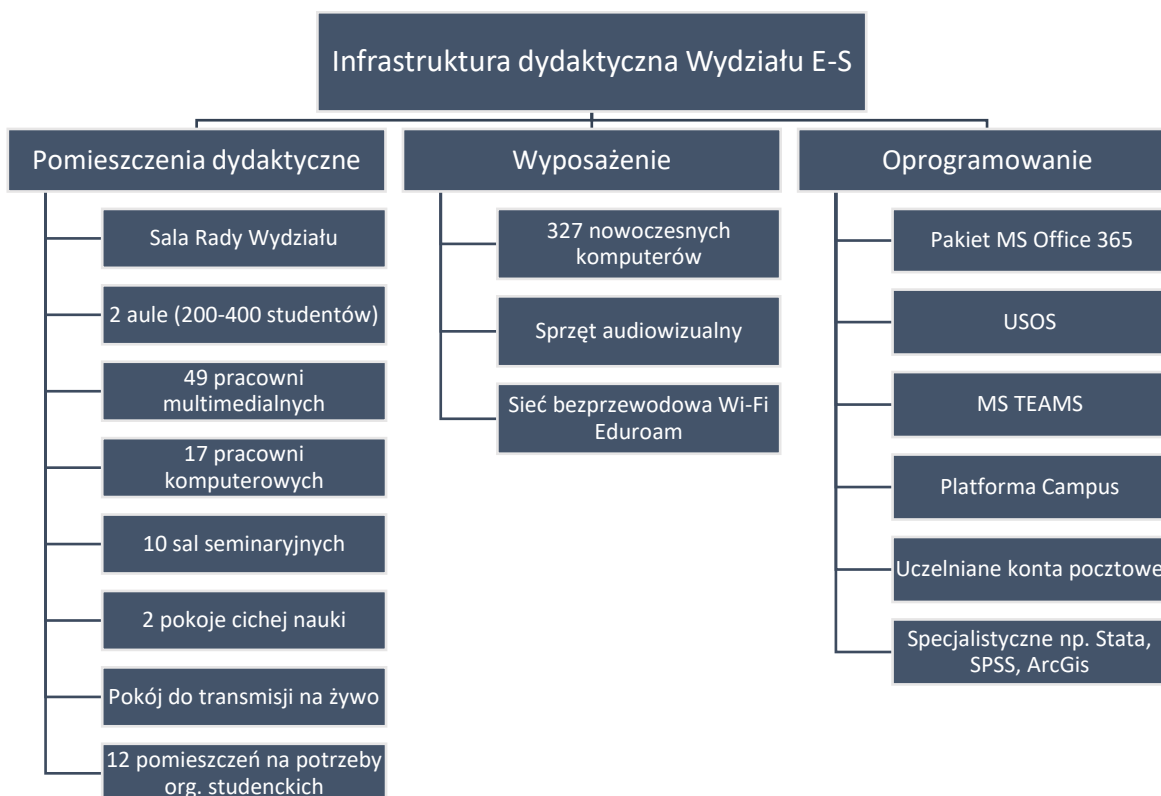 Infrastruktura dydaktyczna Wydziału E-S
Pomieszczenia dydaktyczne
Sala Rady Wydziału
2 aule (200-400 studentów)
49 pracowni
multimedialnych
17 pracowni
komputerowych
10 sal seminaryjnych
2 pokoje cichej nauki
Pokój do transmisji na żywo
12 pomieszczeń na potrzeby
org. studenckich
Wyposażenie
327 nowoczesnych
komputerów
Sprzęt audiowizualny
Sieć bezprzewodowa Wi-Fi
Eduroam
Oprogramowanie
Pakiet MS Office 365
USOS
MS TEAMS
Platforma Campus
Uczelniane konta pocztowe
Specjalistyczne np. Stata,
SPSS, ArcGis